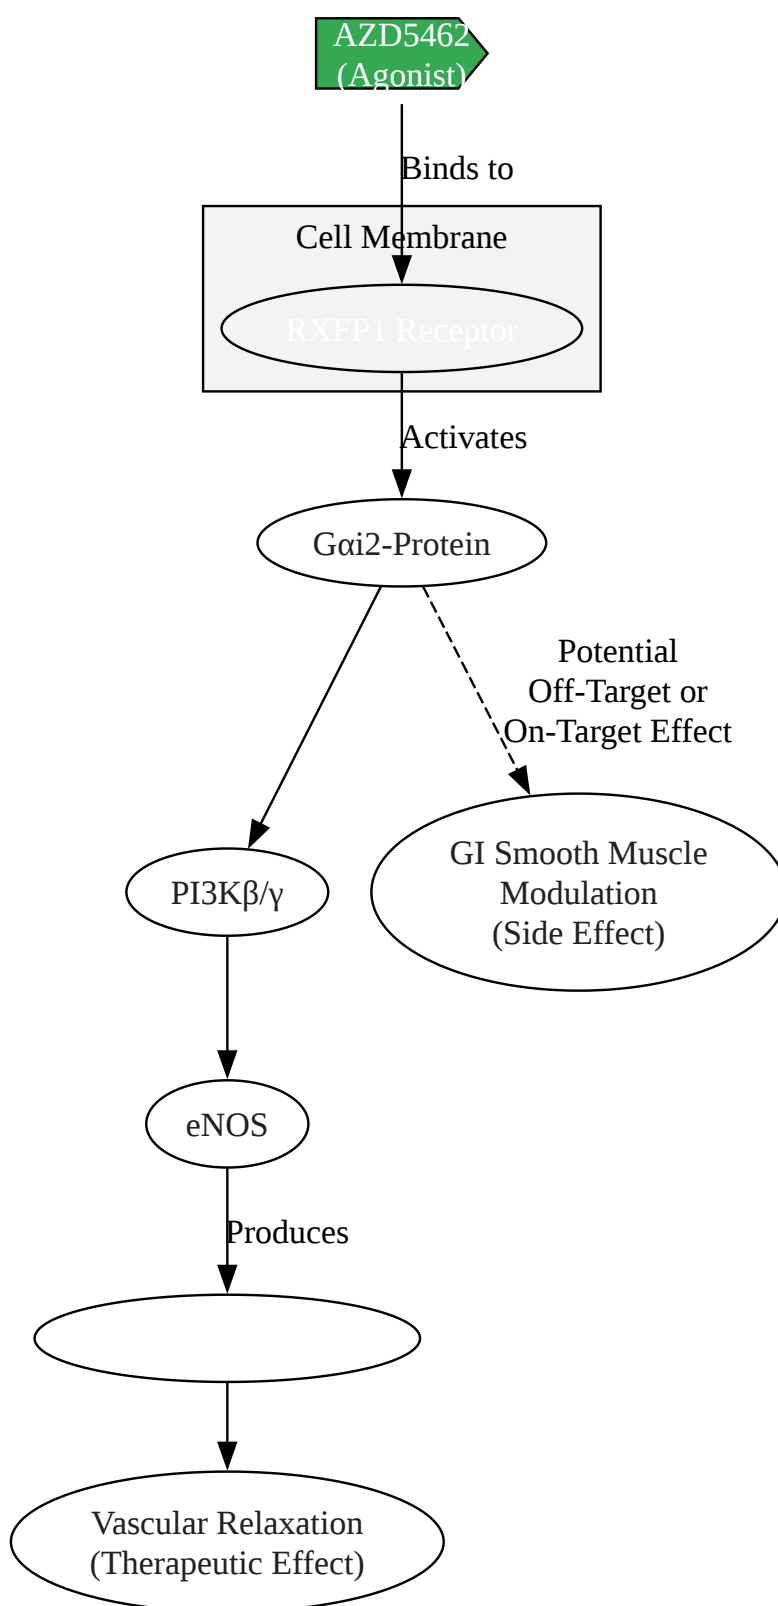 AZD5462
(Agonist)
Binds to
Cell Membrane
RXFP1 Receptor
Activates
Gαi2-Protein
Potential
Off-Target or
On-Target Effect
GI Smooth Muscle
Modulation
(Side Effect)
PI3Kβ/γ
eNOS
Produces
Vascular Relaxation
(Therapeutic Effect)